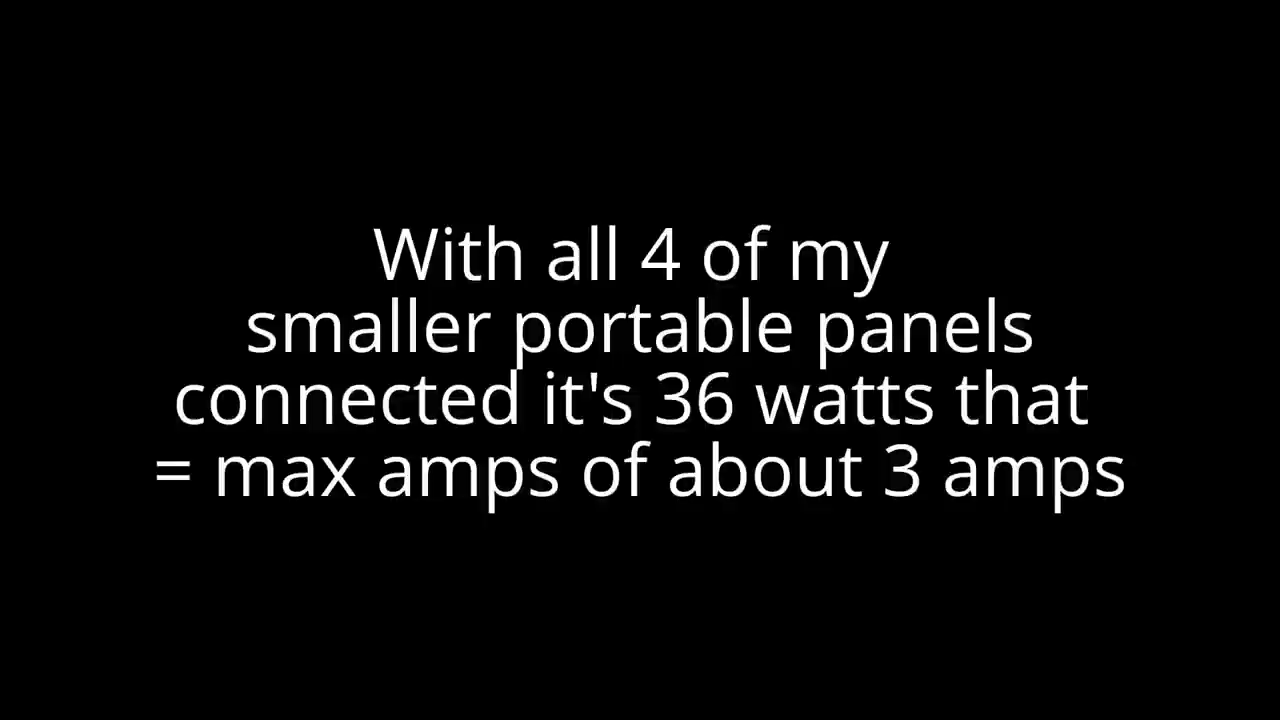 With all 4 of my
smaller portable panels
connected it's 36 watts that
= max amps of about 3 amps